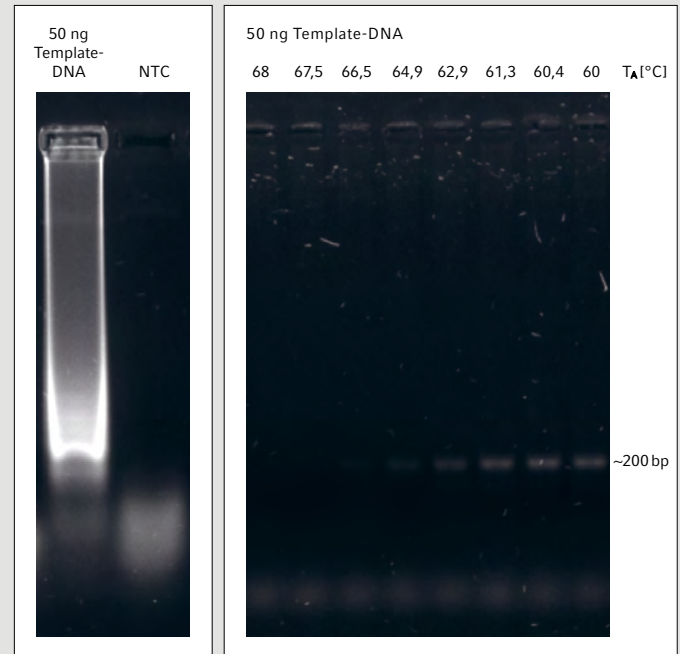 50 ng
Template-
DNA
NTC
50 ng Template-DNA
68 67,5 66,5 64,9 62,9 61,3 60,4 60 TA[°C]
~200 bp